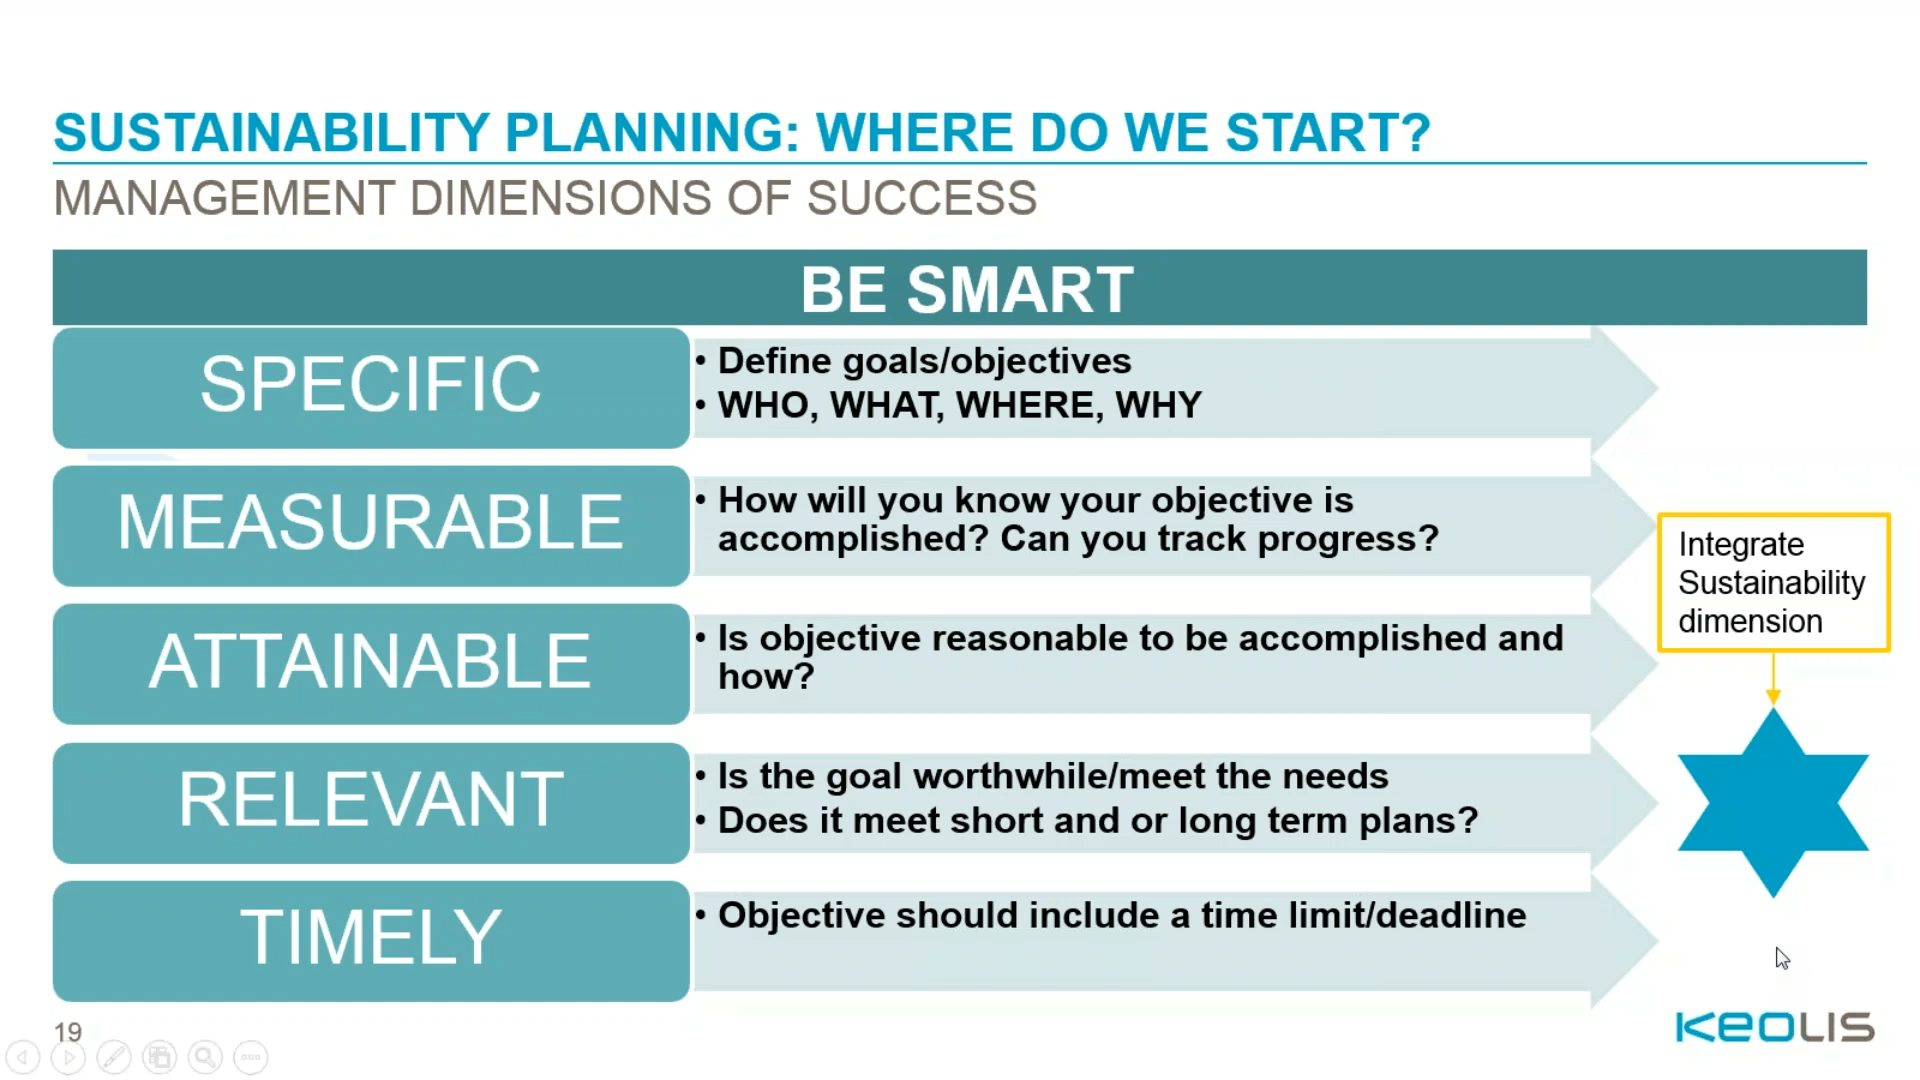 SUSTAINABILITY PLANNING: WHERE DO WE START?
MANAGEMENT DIMENSIONS OF SUCCESS
BE SMART
SPECIFIC
• Define goals/objectives
• WHO, WHAT, WHERE, WHY
MEASURABLE
• How will you know your objective is
accomplished? Can you track progress?
ATTAINABLE
• Is objective reasonable to be accomplished and
how?
RELEVANT
• Is the goal worthwhile/meet the needs
• Does it meet short and or long term plans?
TIMELY
• Objective should include a time limit/deadline
Integrate
Sustainability
dimension
19
KEOLIS